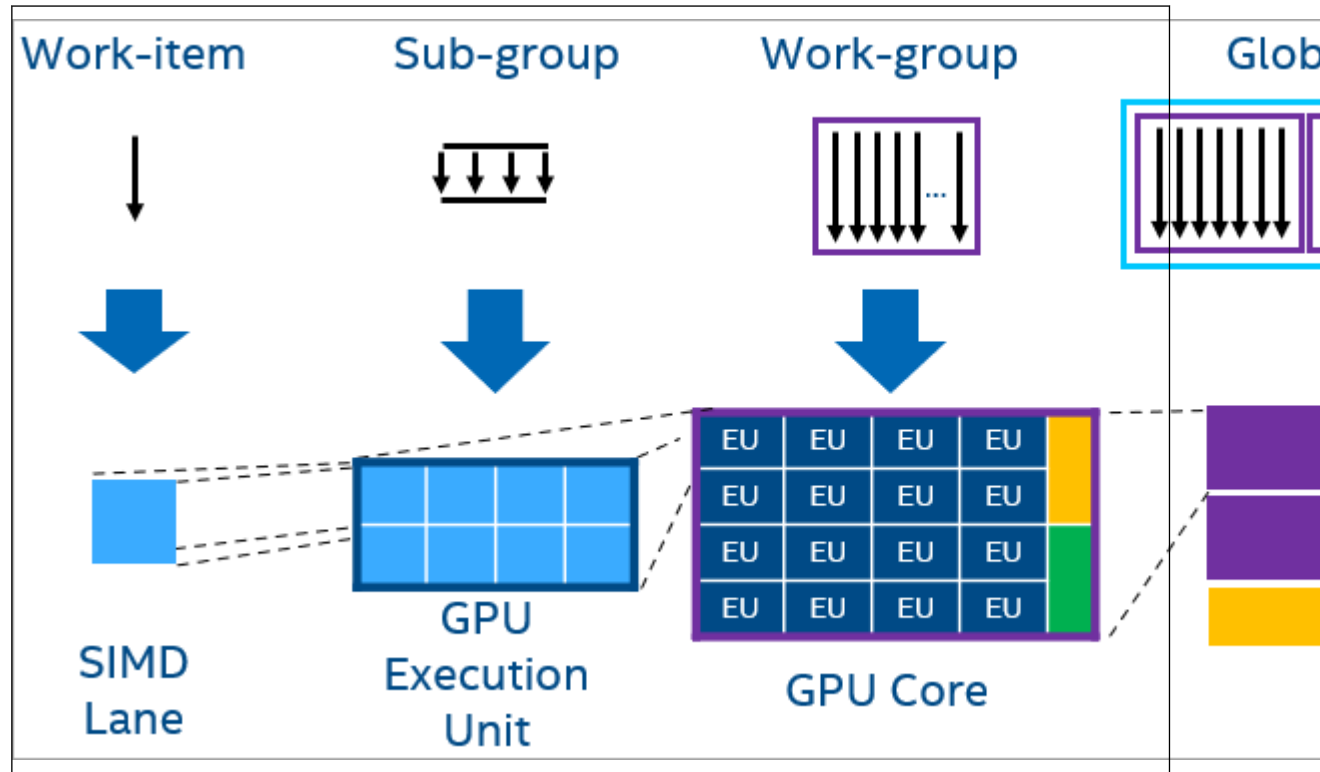 Work-item
Sub-group
Work-group
Glob
...
EU EU EU EU
EU EU EU EU
EU EU EU EU
EU EU EU EU
SIMD
Lane
GPU
Execution
Unit
GPU Core